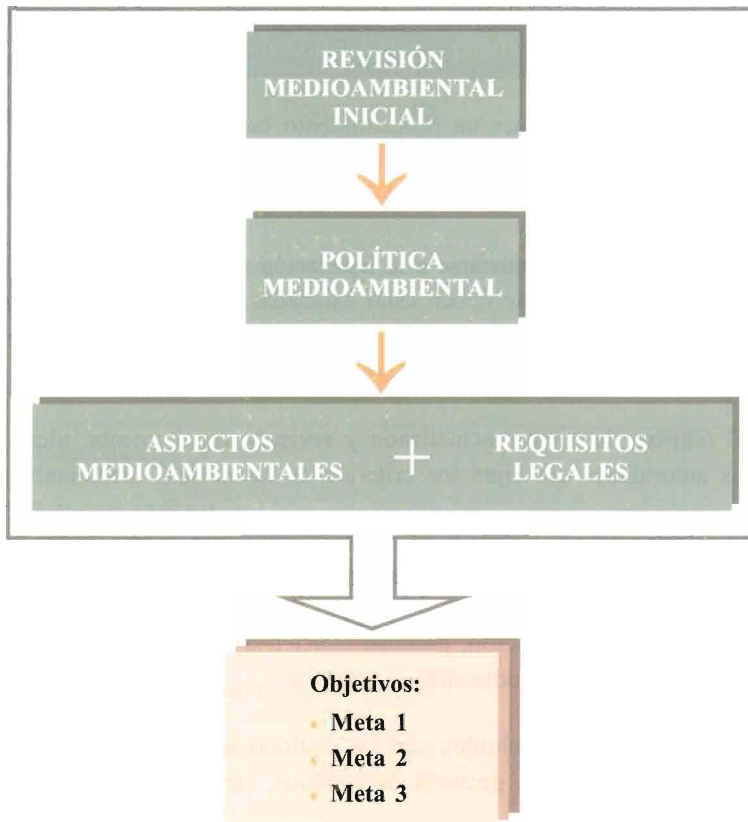 REVISIÓN
MEDIOAMBIENTAL
INICIAL
POLÍTICA
MEDIOAMBIENTAL
ASPECTOS
MEDIOAMBIENTALES
+
REQUISITOS
LEGALES
Objetivos:
• Meta 1
• Meta 2
• Meta 3